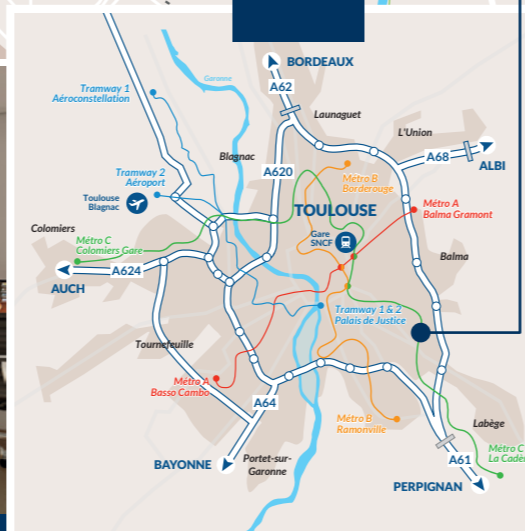 BORDEAUX
Garonne
Tramway 1
Aéroconstellation
A62
Launaguet
L'Union
Blagnac
A68
ALBI
A620
Tramway 2
Aéroport
Métro B
Borderouge
Toulouse
Blagnac
TOULOUSE
Métro A
Balma Gramont
Colomiers
Gare
SNCF
Métro C
Colomiers Gare
Balma
A624
AUCH
Tramway 1 & 2
Palais de Justice
Tournefeuille
Métro A
Basso Cambo
A64
Métro B
Ramonville
Labège
BAYONNE
Portet-sur-
Garonne
A61
Métro C
PERPIGNAN
La